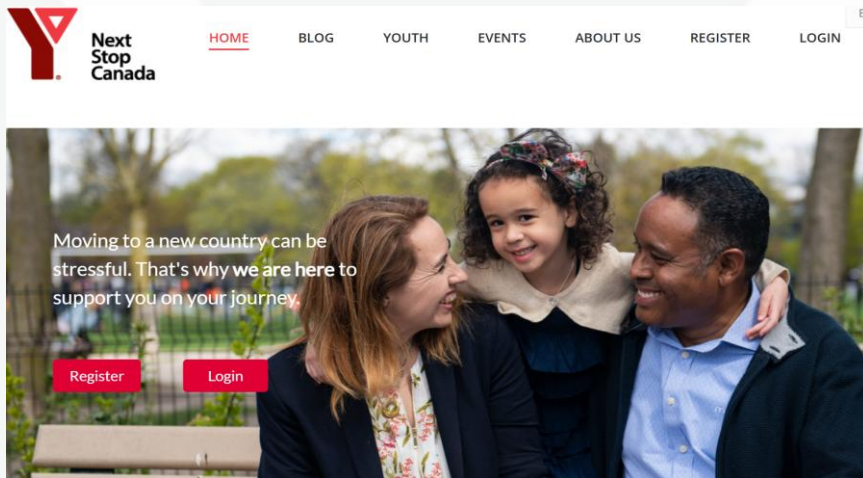 Next
Stop
Canada
HOME BLOG YOUTH EVENTS ABOUT US REGISTER LOGIN
Moving to a new country can be
stressful. That's why we are here to
support you on your journey.
Register Login